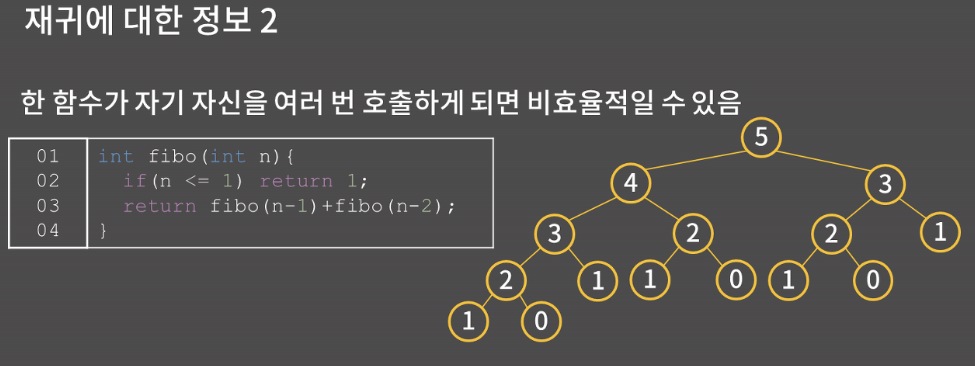 재귀에 대한 정보 2
한 함수가 자기 자신을 여러 번 호출하게 되면 비효율적일 수 있음
01 int fibo(int n){
02 if(n <= 1) return 1;
03 return fibo(n-1)+fibo(n-2);
04 }
5
4 3
3 2 2 1
2 1 1 0 1 0
1 0